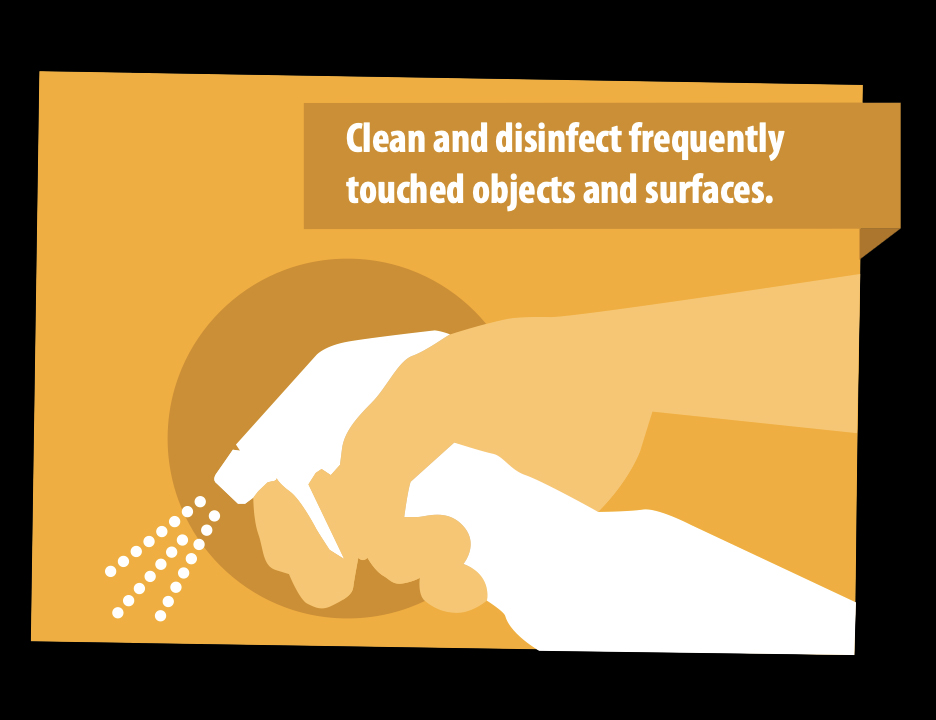 Clean and disinfect frequently
touched objects and surfaces.